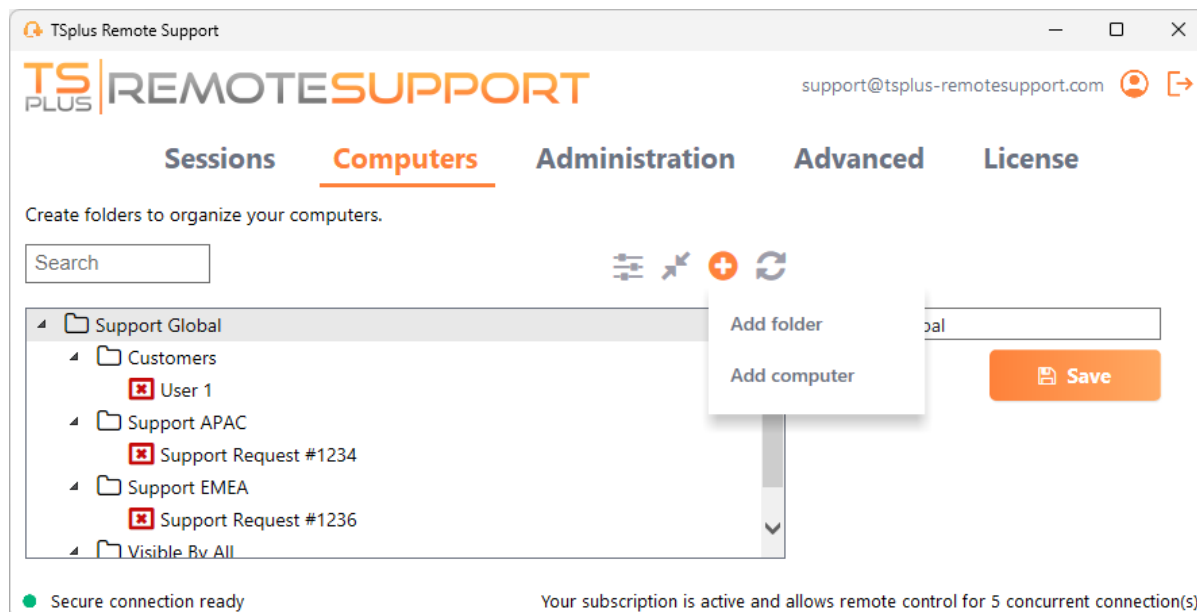 TSplus Remote Support
TS PLUS REMOTESUPPORT
support@tsplus-remotesupport.com
Sessions Computers Administration Advanced License
Create folders to organize your computers.
Search
Support Global
Add folder
bal
Customers
Add computer
Save
User 1
Support APAC
Support Request #1234
Support EMEA
Support Request #1236
Visible By All
Secure connection ready
Your subscription is active and allows remote control for 5 concurrent connection(s)